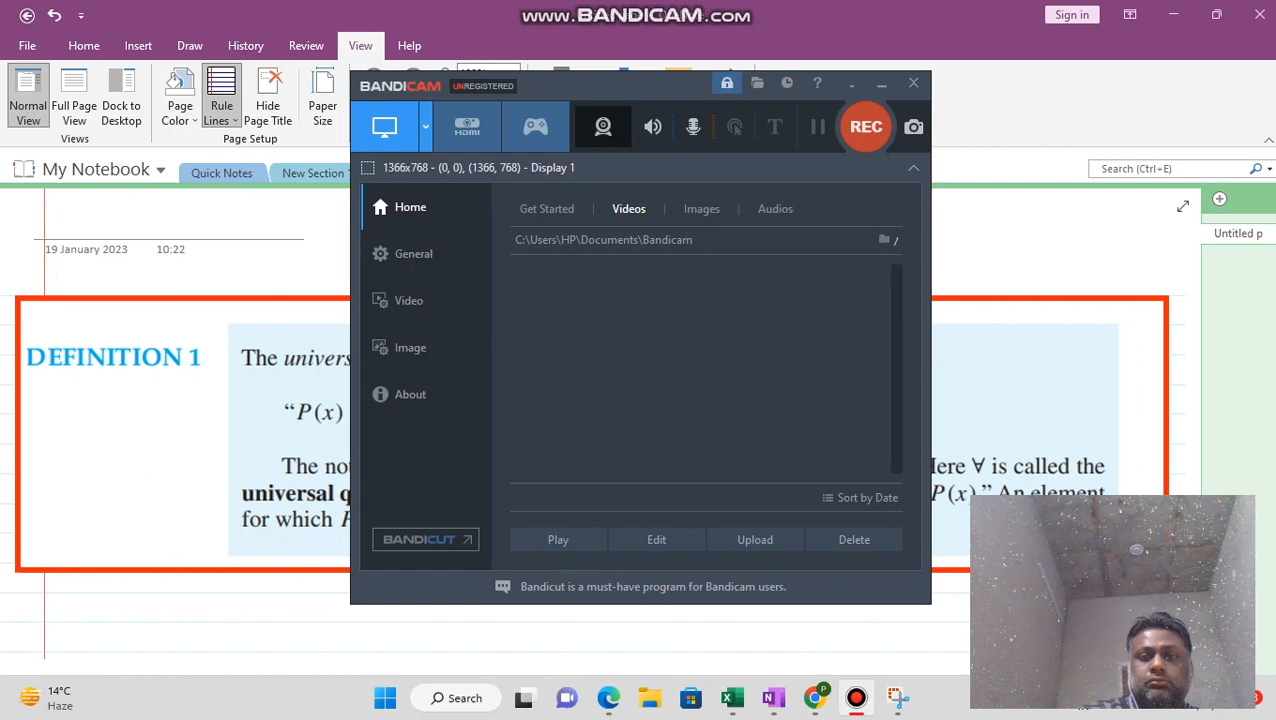 www.BANDICAM.com
Sign in
File Home Insert Draw History Review View Help
Normal View
Full Page View
Dock to Desktop
Page Color
Rule Lines
Hide Page Title
Paper Size
Views
Page Setup
BANDICAM UNREGISTERED
HDMI
REC
1366x768 - (0, 0), (1366, 768) - Display 1
My Notebook
Quick Notes
New Section
Search (Ctrl+E)
Untitled p
19 January 2023 10:22
Home
General
Video
Image
About
BANDICUT
Get Started
Videos
Images
Audios
C:\Users\HP\Documents\Bandicam
Sort by Date
Play
Edit
Upload
Delete
Bandicut is a must-have program for Bandicam users.
DEFINITION 1
The univers
“P(x)
The no
Here ∀ is called the
universal q
P(x).” An element
for which P
14°C
Haze
Search